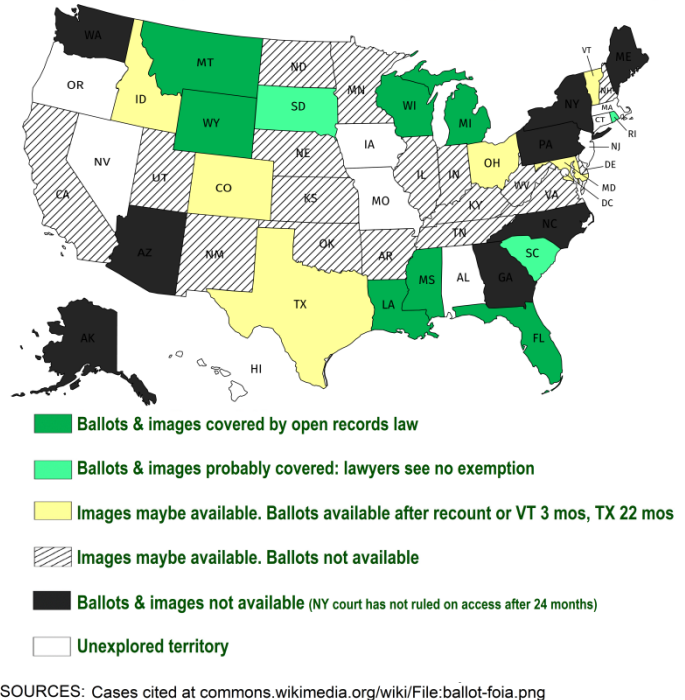 WA
MT
ND
MN
VT
ME
OR
ID
SD
WI
MI
NY
NH
MA
CT
RI
WY
NV
UT
CO
NE
IA
PA
NJ
OH
IL
IN
DE
MD
DC
WV
VA
CA
KS
MO
KY
NC
TN
AZ
NM
OK
AR
SC
TX
LA
MS
AL
GA
FL
AK
HI
Ballots & images covered by open records law
Ballots & images probably covered: lawyers see no exemption
Images maybe available. Ballots available after recount or VT 3 mos, TX 22 mos
Images maybe available. Ballots not available
Ballots & images not available (NY court has not ruled on access after 24 months)
Unexplored territory
SOURCES: Cases cited at commons.wikimedia.org/wiki/File:ballot-foia.png